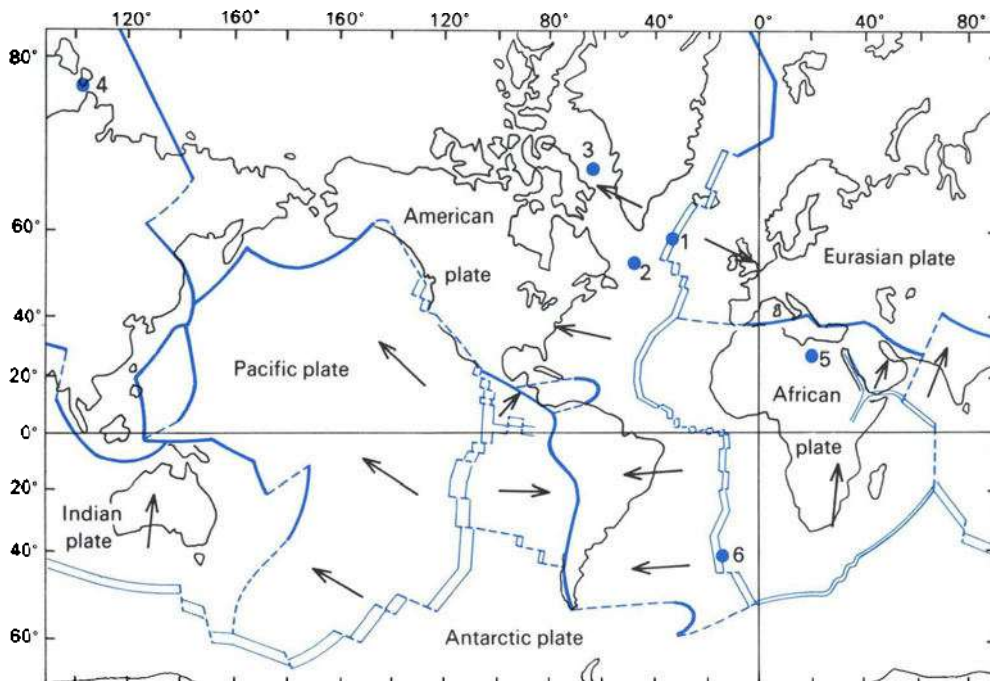 120° 160° 160° 120° 80° 40° 0° 40° 80°
80°
4
3
60°
American
1
2
plate
Eurasian plate
40°
Pacific plate
5
20°
African
0°
plate
20°
Indian
plate
40°
6
60°
Antarctic plate